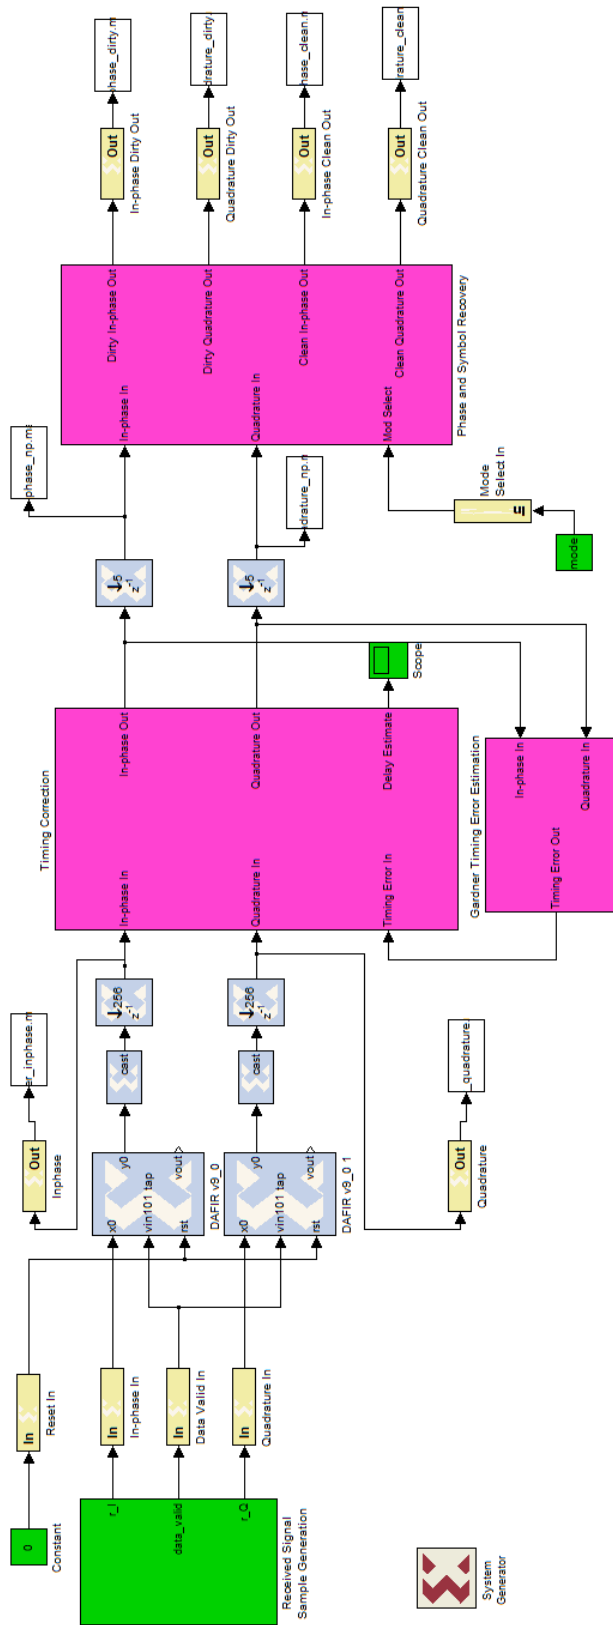 0
Constant
In
Reset In
Received Signal
Sample Generation
r_I
data_valid
r_Q
In
In-phase In
In
Data Valid In
In
Quadrature In
Out
Inphase
er_inphase.m
x0
y0
vin101 tap
vout
rst
DAFIR v9_0
x0
y0
vin101 tap
vout
rst
DAFIR v9_0 1
cast
cast
↓256
z-1
↓256
z-1
Out
Quadrature
_quadrature.
Timing Correction
In-phase In
In-phase Out
Quadrature In
Quadrature Out
Timing Error In
Delay Estimate
Scope
Gardner Timing Error Estimation
In-phase In
Timing Error Out
Quadrature In
↓5
z-1
↓5
z-1
phase_np.m
drature_np.n
mode
In
Mode
Select In
In-phase In
Dirty In-phase Out
Dirty Quadrature Out
Quadrature In
Clean In-phase Out
Mod Select
Clean Quadrature Out
Phase and Symbol Recovery
Out
In-phase Dirty Out
hase_dirty.m
Out
Quadrature Dirty Out
drature_dirty.
Out
In-phase Clean Out
hase_clean.n
Out
Quadrature Clean Out
rature_clean
System
Generator